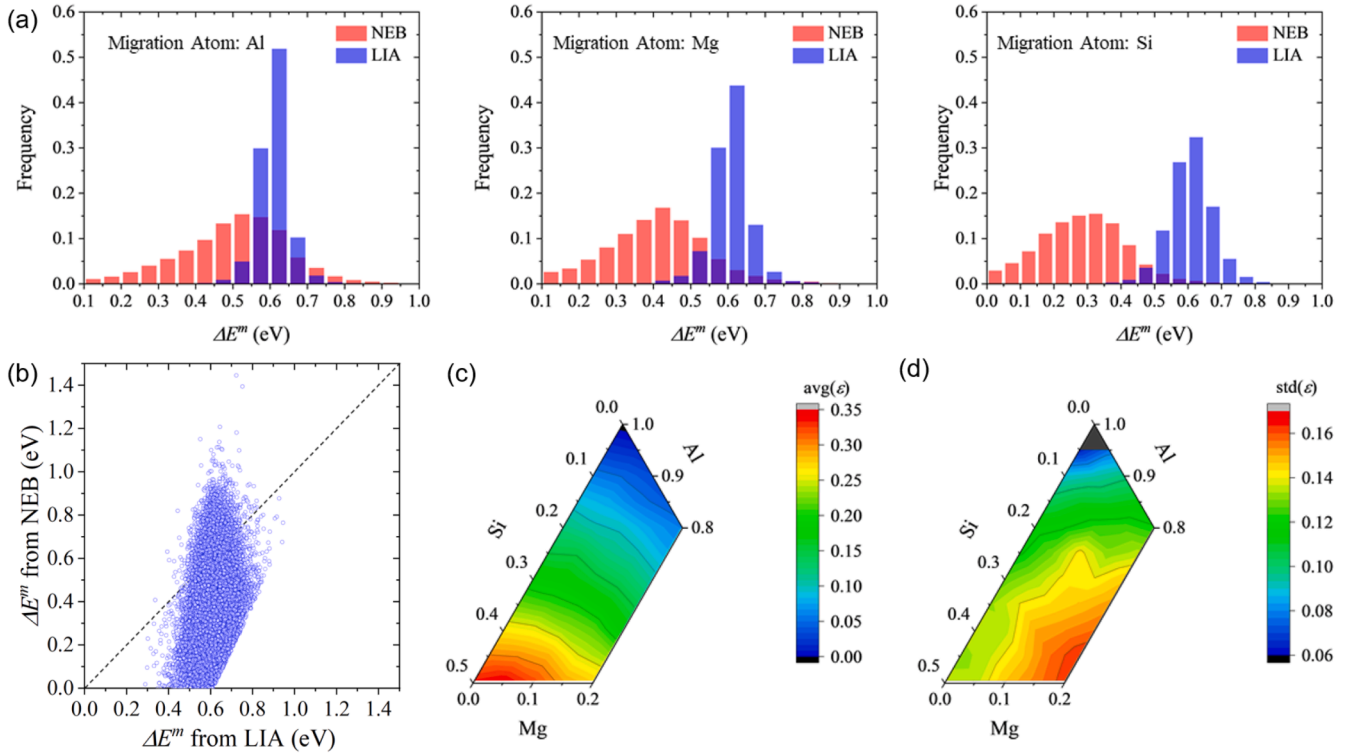 (a)
Migration Atom: Al
NEB
LIA
Frequency
0.6
0.5
0.4
0.3
0.2
0.1
0.0
0.1 0.2 0.3 0.4 0.5 0.6 0.7 0.8 0.9 1.0
ΔEᵐ (eV)
Migration Atom: Mg
NEB
LIA
Frequency
0.6
0.5
0.4
0.3
0.2
0.1
0.0
0.1 0.2 0.3 0.4 0.5 0.6 0.7 0.8 0.9 1.0
ΔEᵐ (eV)
Migration Atom: Si
NEB
LIA
Frequency
0.6
0.5
0.4
0.3
0.2
0.1
0.0
0.0 0.1 0.2 0.3 0.4 0.5 0.6 0.7 0.8 0.9 1.0
ΔEᵐ (eV)
(b)
ΔEᵐ from NEB (eV)
1.4
1.2
1.0
0.8
0.6
0.4
0.2
0.0
0.0 0.2 0.4 0.6 0.8 1.0 1.2 1.4
ΔEᵐ from LIA (eV)
(c)
avg(ε)
0.35
0.30
0.25
0.20
0.15
0.10
0.05
0.00
0.0
0.1
0.2
0.3
0.4
0.5
Si
1.0
0.9
0.8
Al
0.0 0.1 0.2
Mg
(d)
std(ε)
0.16
0.14
0.12
0.10
0.08
0.06
0.0
0.1
0.2
0.3
0.4
0.5
Si
1.0
0.9
0.8
Al
0.0 0.1 0.2
Mg